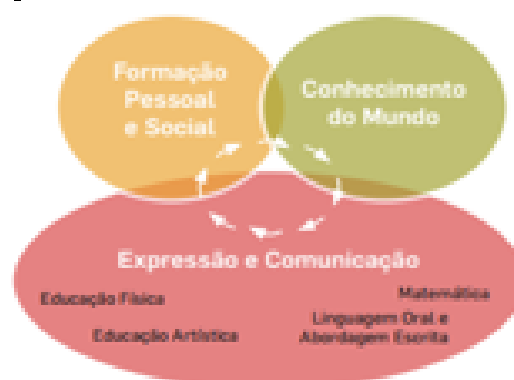 Formação
Pessoal
e Social
Conhecimento
do Mundo
Expressão e Comunicação
Educação Física
Matemática
Educação Artística
Linguagem Oral e
Abordagem Escrita